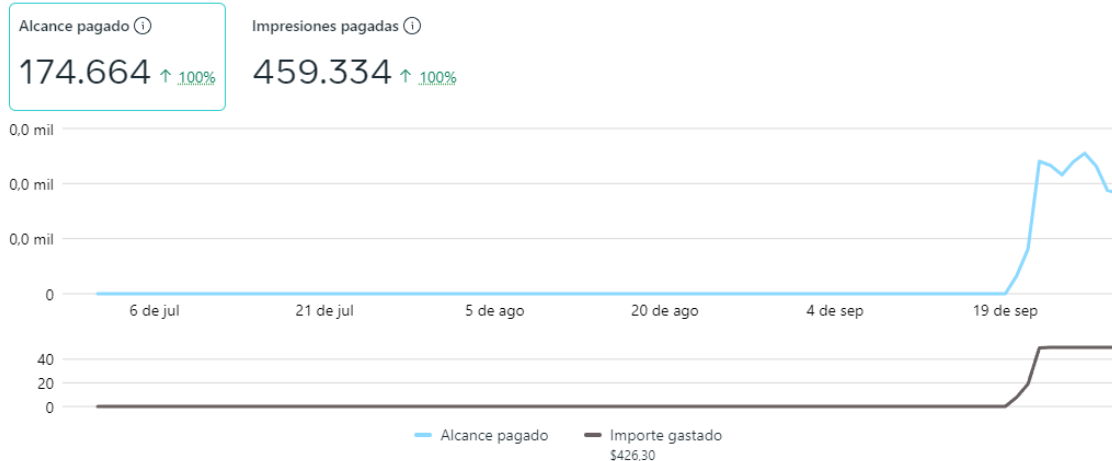 Alcance pagado
Impresiones pagadas
174.664 ↑ 100%
459.334 ↑ 100%
0,0 mil
0,0 mil
0,0 mil
0
6 de jul
21 de jul
5 de ago
20 de ago
4 de sep
19 de sep
40
20
0
Alcance pagado
Importe gastado
$426,30